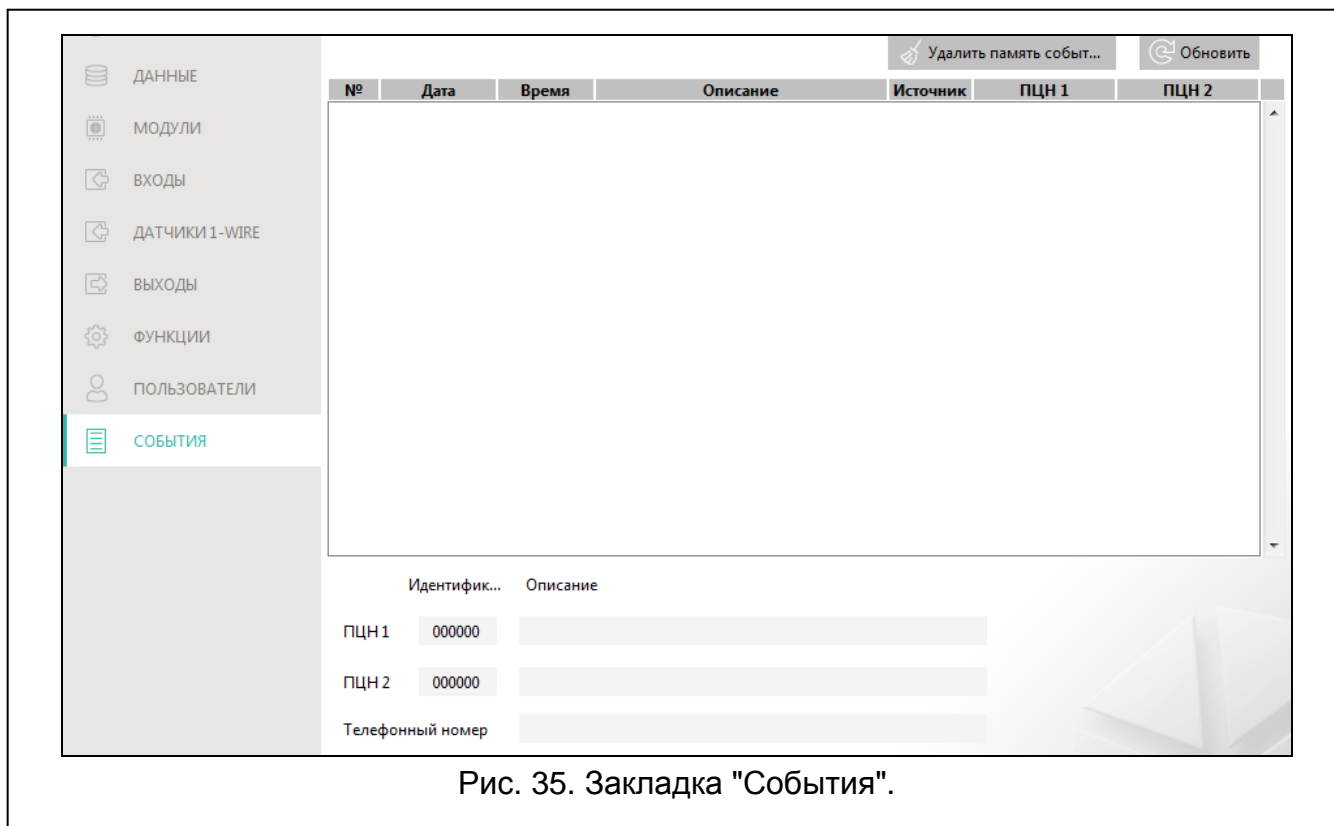 Удалить память событ... Обновить
ДАННЫЕ
№ Дата Время Описание Источник ПЦН 1 ПЦН 2
МОДУЛИ
ВХОДЫ
ДАТЧИКИ 1-WIRE
ВЫХОДЫ
ФУНКЦИИ
ПОЛЬЗОВАТЕЛИ
СОБЫТИЯ
Идентифик... Описание
ПЦН 1 000000
ПЦН 2 000000
Телефонный номер
Рис. 35. Закладка "События".